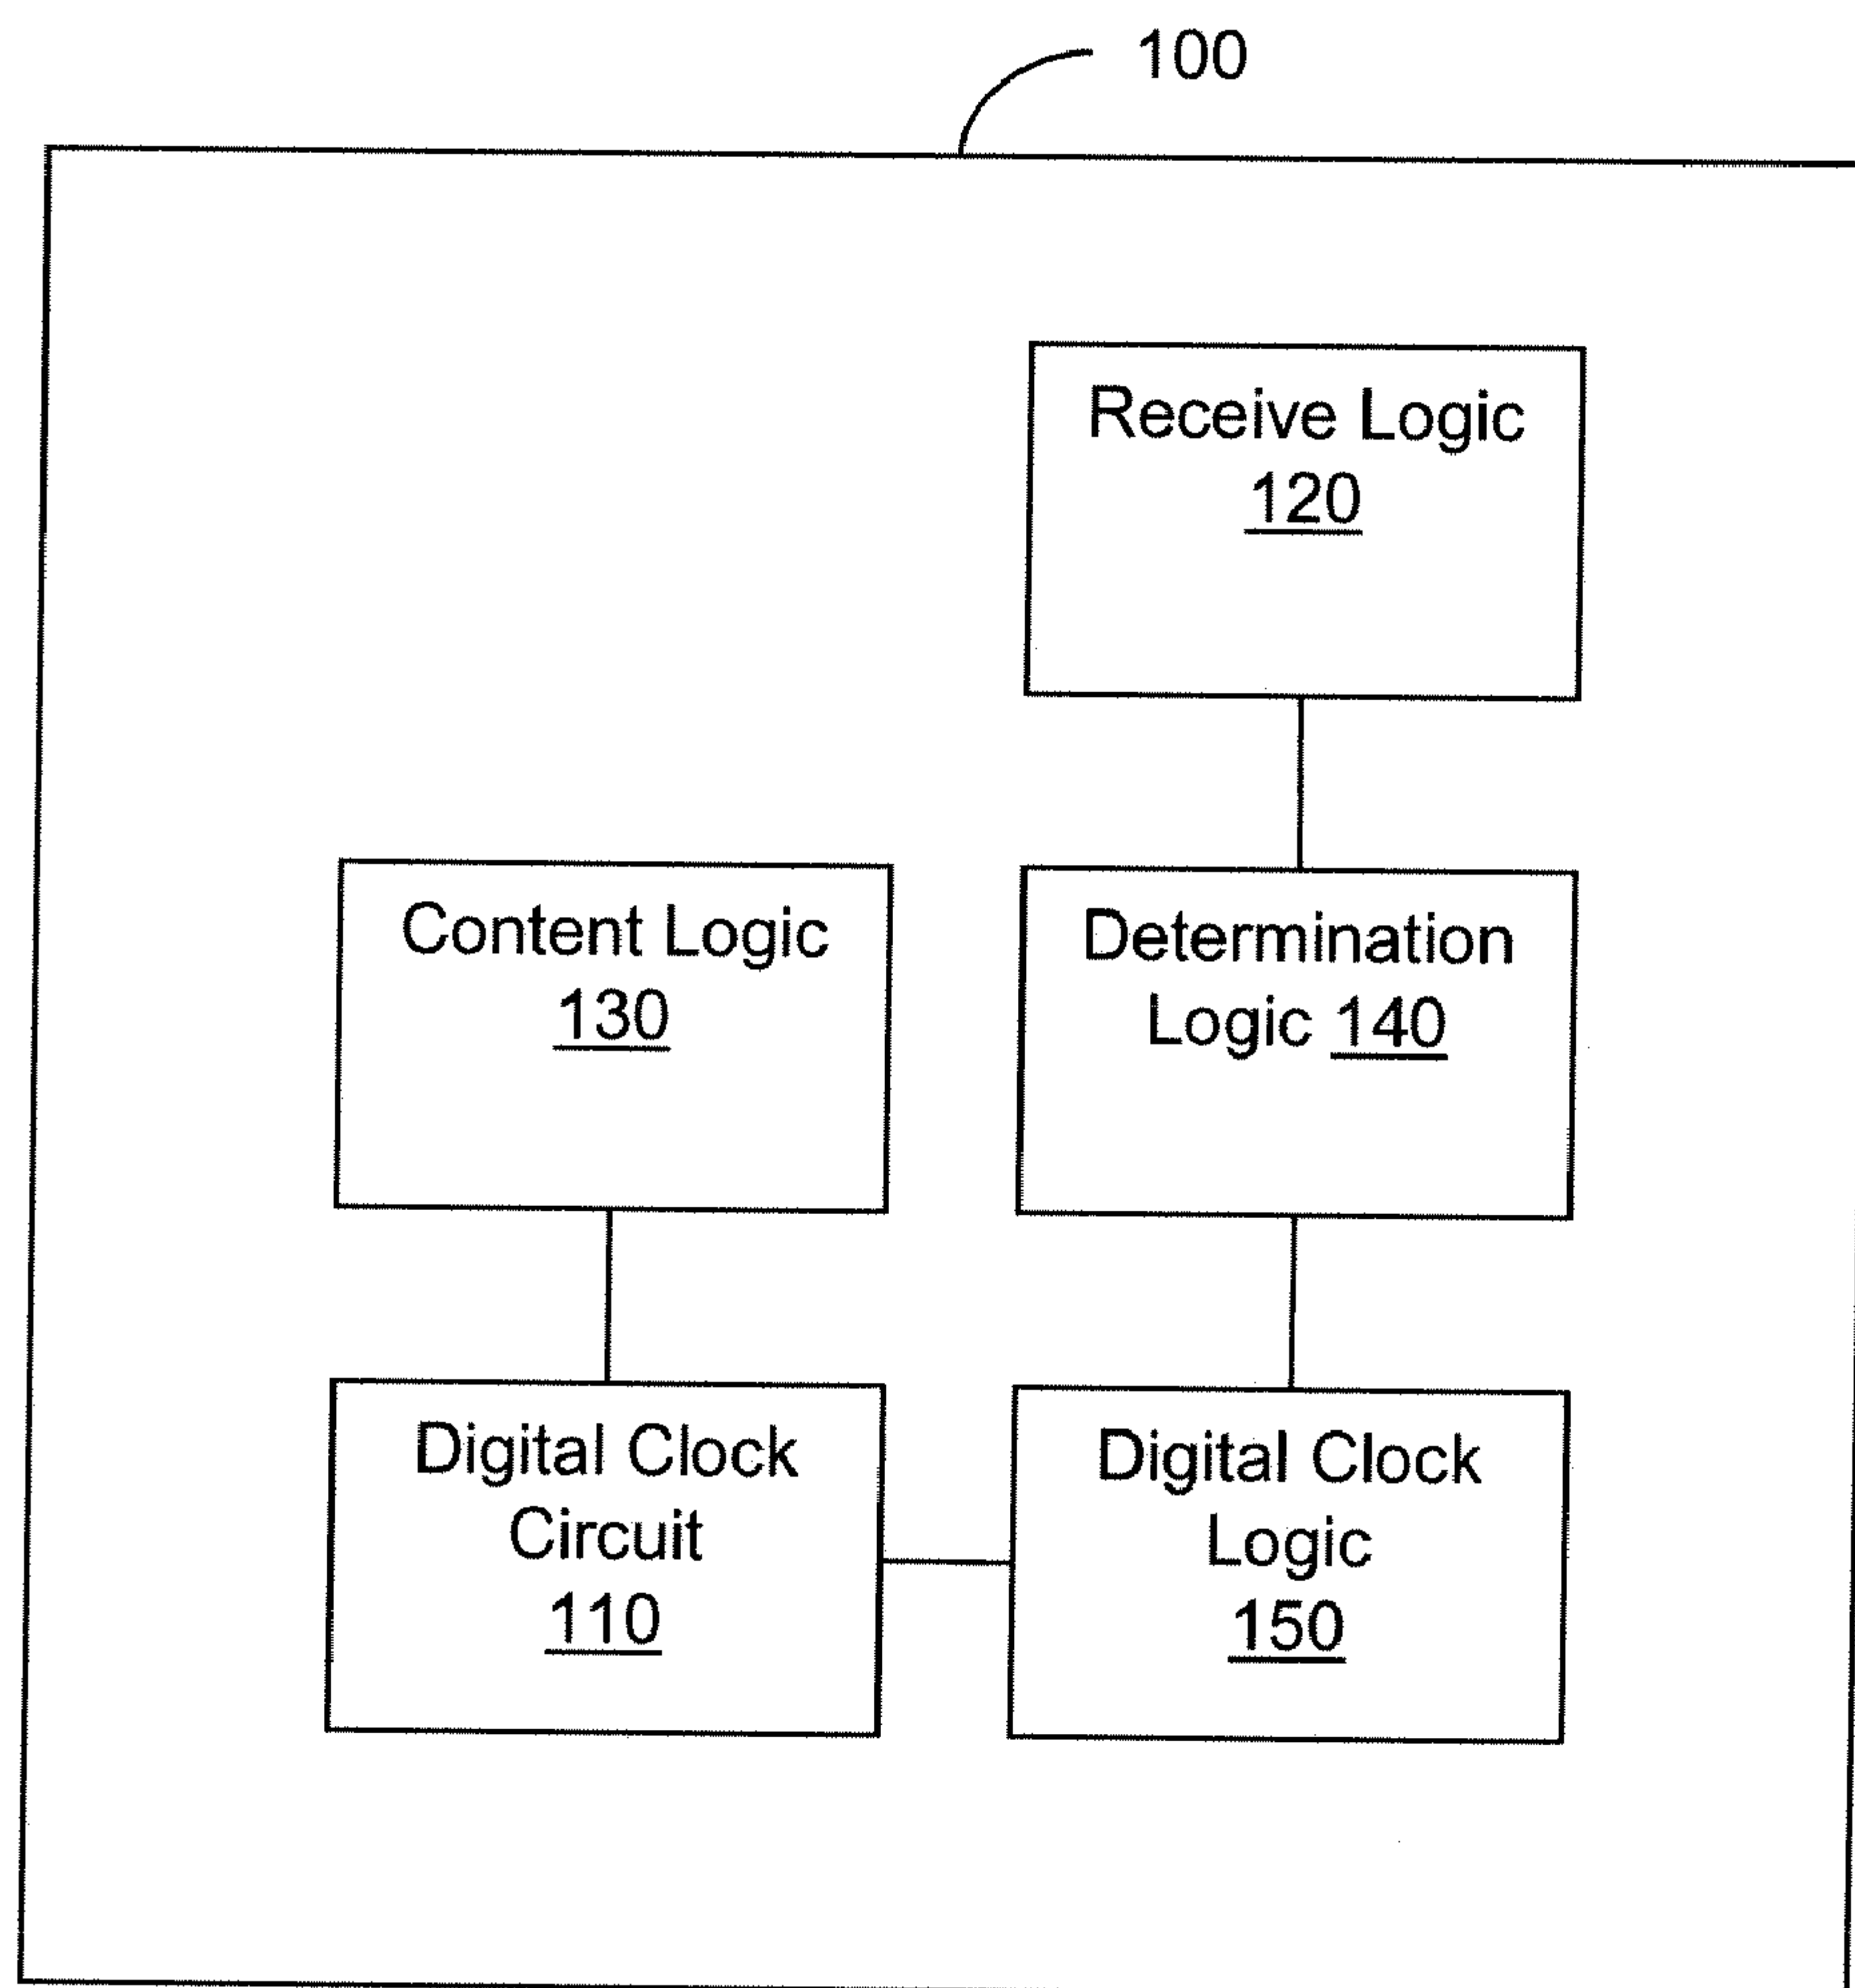 100
Receive Logic
120
Content Logic
130
Determination
Logic 140
Digital Clock
Circuit
110
Digital Clock
Logic
150